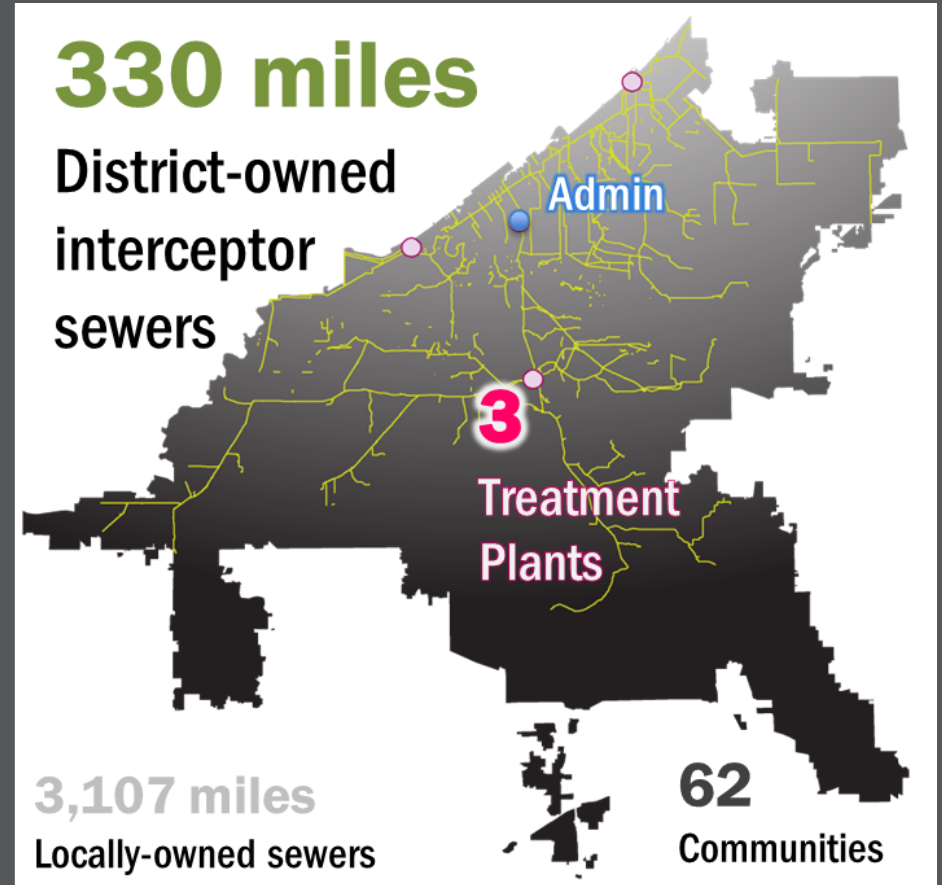 330 miles
District-owned
interceptor
sewers
Admin
3
Treatment
Plants
3,107 miles
Locally-owned sewers
62
Communities